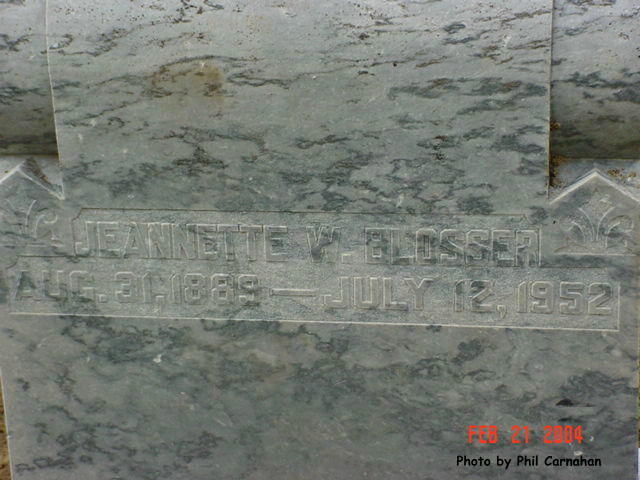 JEANNETTE W. BLOSSER
AUG. 31, 1889 — JULY 12, 1952
FEB 21 2004
Photo by Phil Carnahan